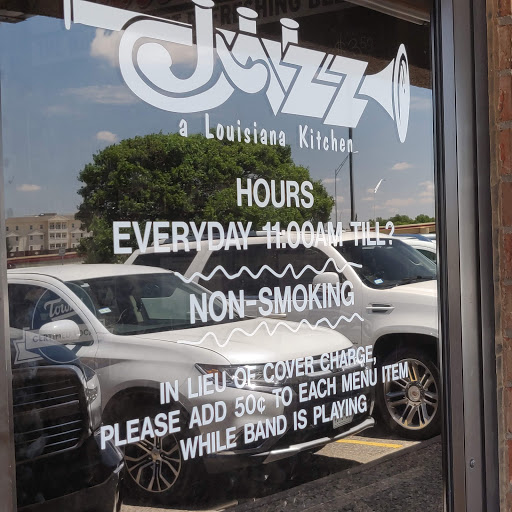 Jazz
a Louisiana Kitchen
HOURS
EVERYDAY 11:00AM TILL?
NON-SMOKING
IN LIEU OF COVER CHARGE,
PLEASE ADD 50¢ TO EACH MENU ITEM
WHILE BAND IS PLAYING